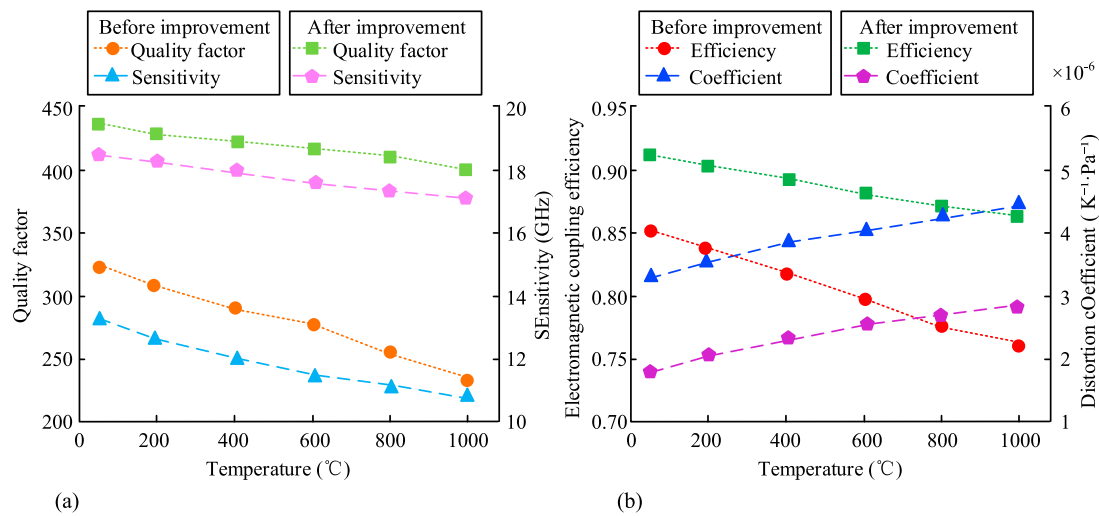 Before improvement
Quality factor
Sensitivity
After improvement
Quality factor
Sensitivity
Before improvement
Efficiency
Coefficient
After improvement
Efficiency
Coefficient
×10⁻⁶
450
400
350
300
250
200
Quality factor
20
18
16
14
12
10
SEnsitivity (GHz)
0
200
400
600
800
1000
Temperature (℃)
(a)
0.95
0.90
0.85
0.80
0.75
0.70
Electromagnetic coupling efficiency
6
5
4
3
2
1
Distortion cOefficient ( K⁻¹·Pa⁻¹)
0
200
400
600
800
1000
Temperature (℃)
(b)